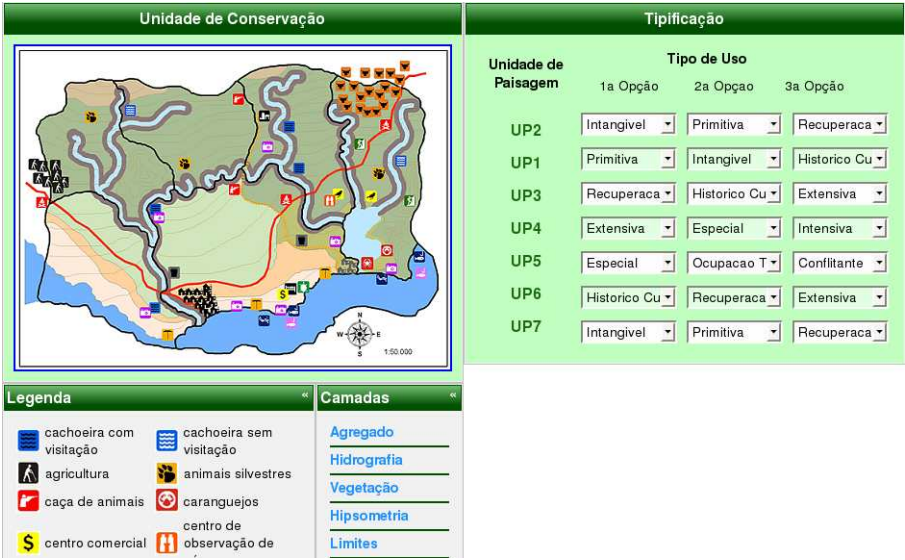 Unidade de Conservação
N
W
E
S
1:50.000
Tipificação
Unidade de Paisagem
Tipo de Uso
1a Opção 2a Opçao 3a Opção
UP2 Intangivel Primitiva Recuperaca
UP1 Primitiva Intangivel Historico Cu
UP3 Recuperaca Historico Cu Extensiva
UP4 Extensiva Especial Intensiva
UP5 Especial Ocupacao T Conflitante
UP6 Historico Cu Recuperaca Extensiva
UP7 Intangivel Primitiva Recuperaca
Legenda «
cachoeira com visitação
cachoeira sem visitação
agricultura
animais silvestres
caça de animais
caranguejos
$ centro comercial
centro de
observação de
Camadas «
Agregado
Hidrografia
Vegetação
Hipsometria
Limites